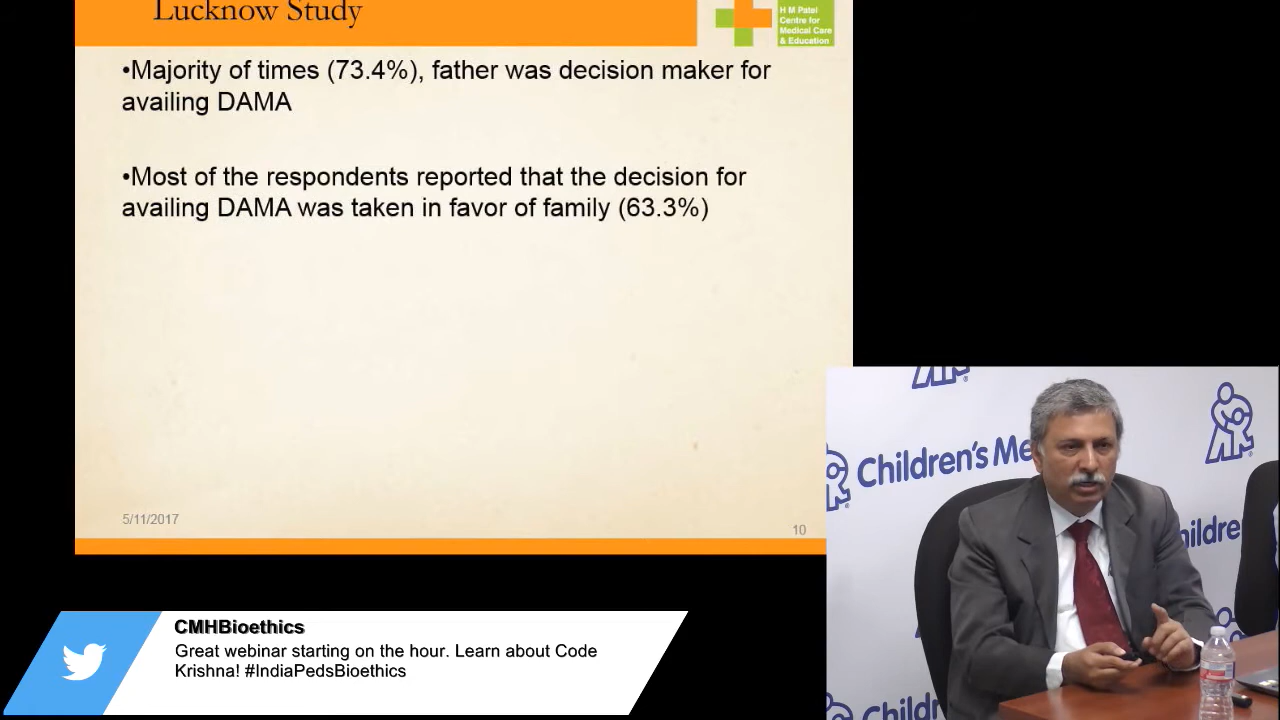 Lucknow Study
H M Patel
Centre for
Medical Care
& Education
•Majority of times (73.4%), father was decision maker for
availing DAMA
•Most of the respondents reported that the decision for
availing DAMA was taken in favor of family (63.3%)
5/11/2017
10
Children's Me
hildren
Child
CMHBioethics
Great webinar starting on the hour. Learn about Code
Krishna! #IndiaPedsBioethics